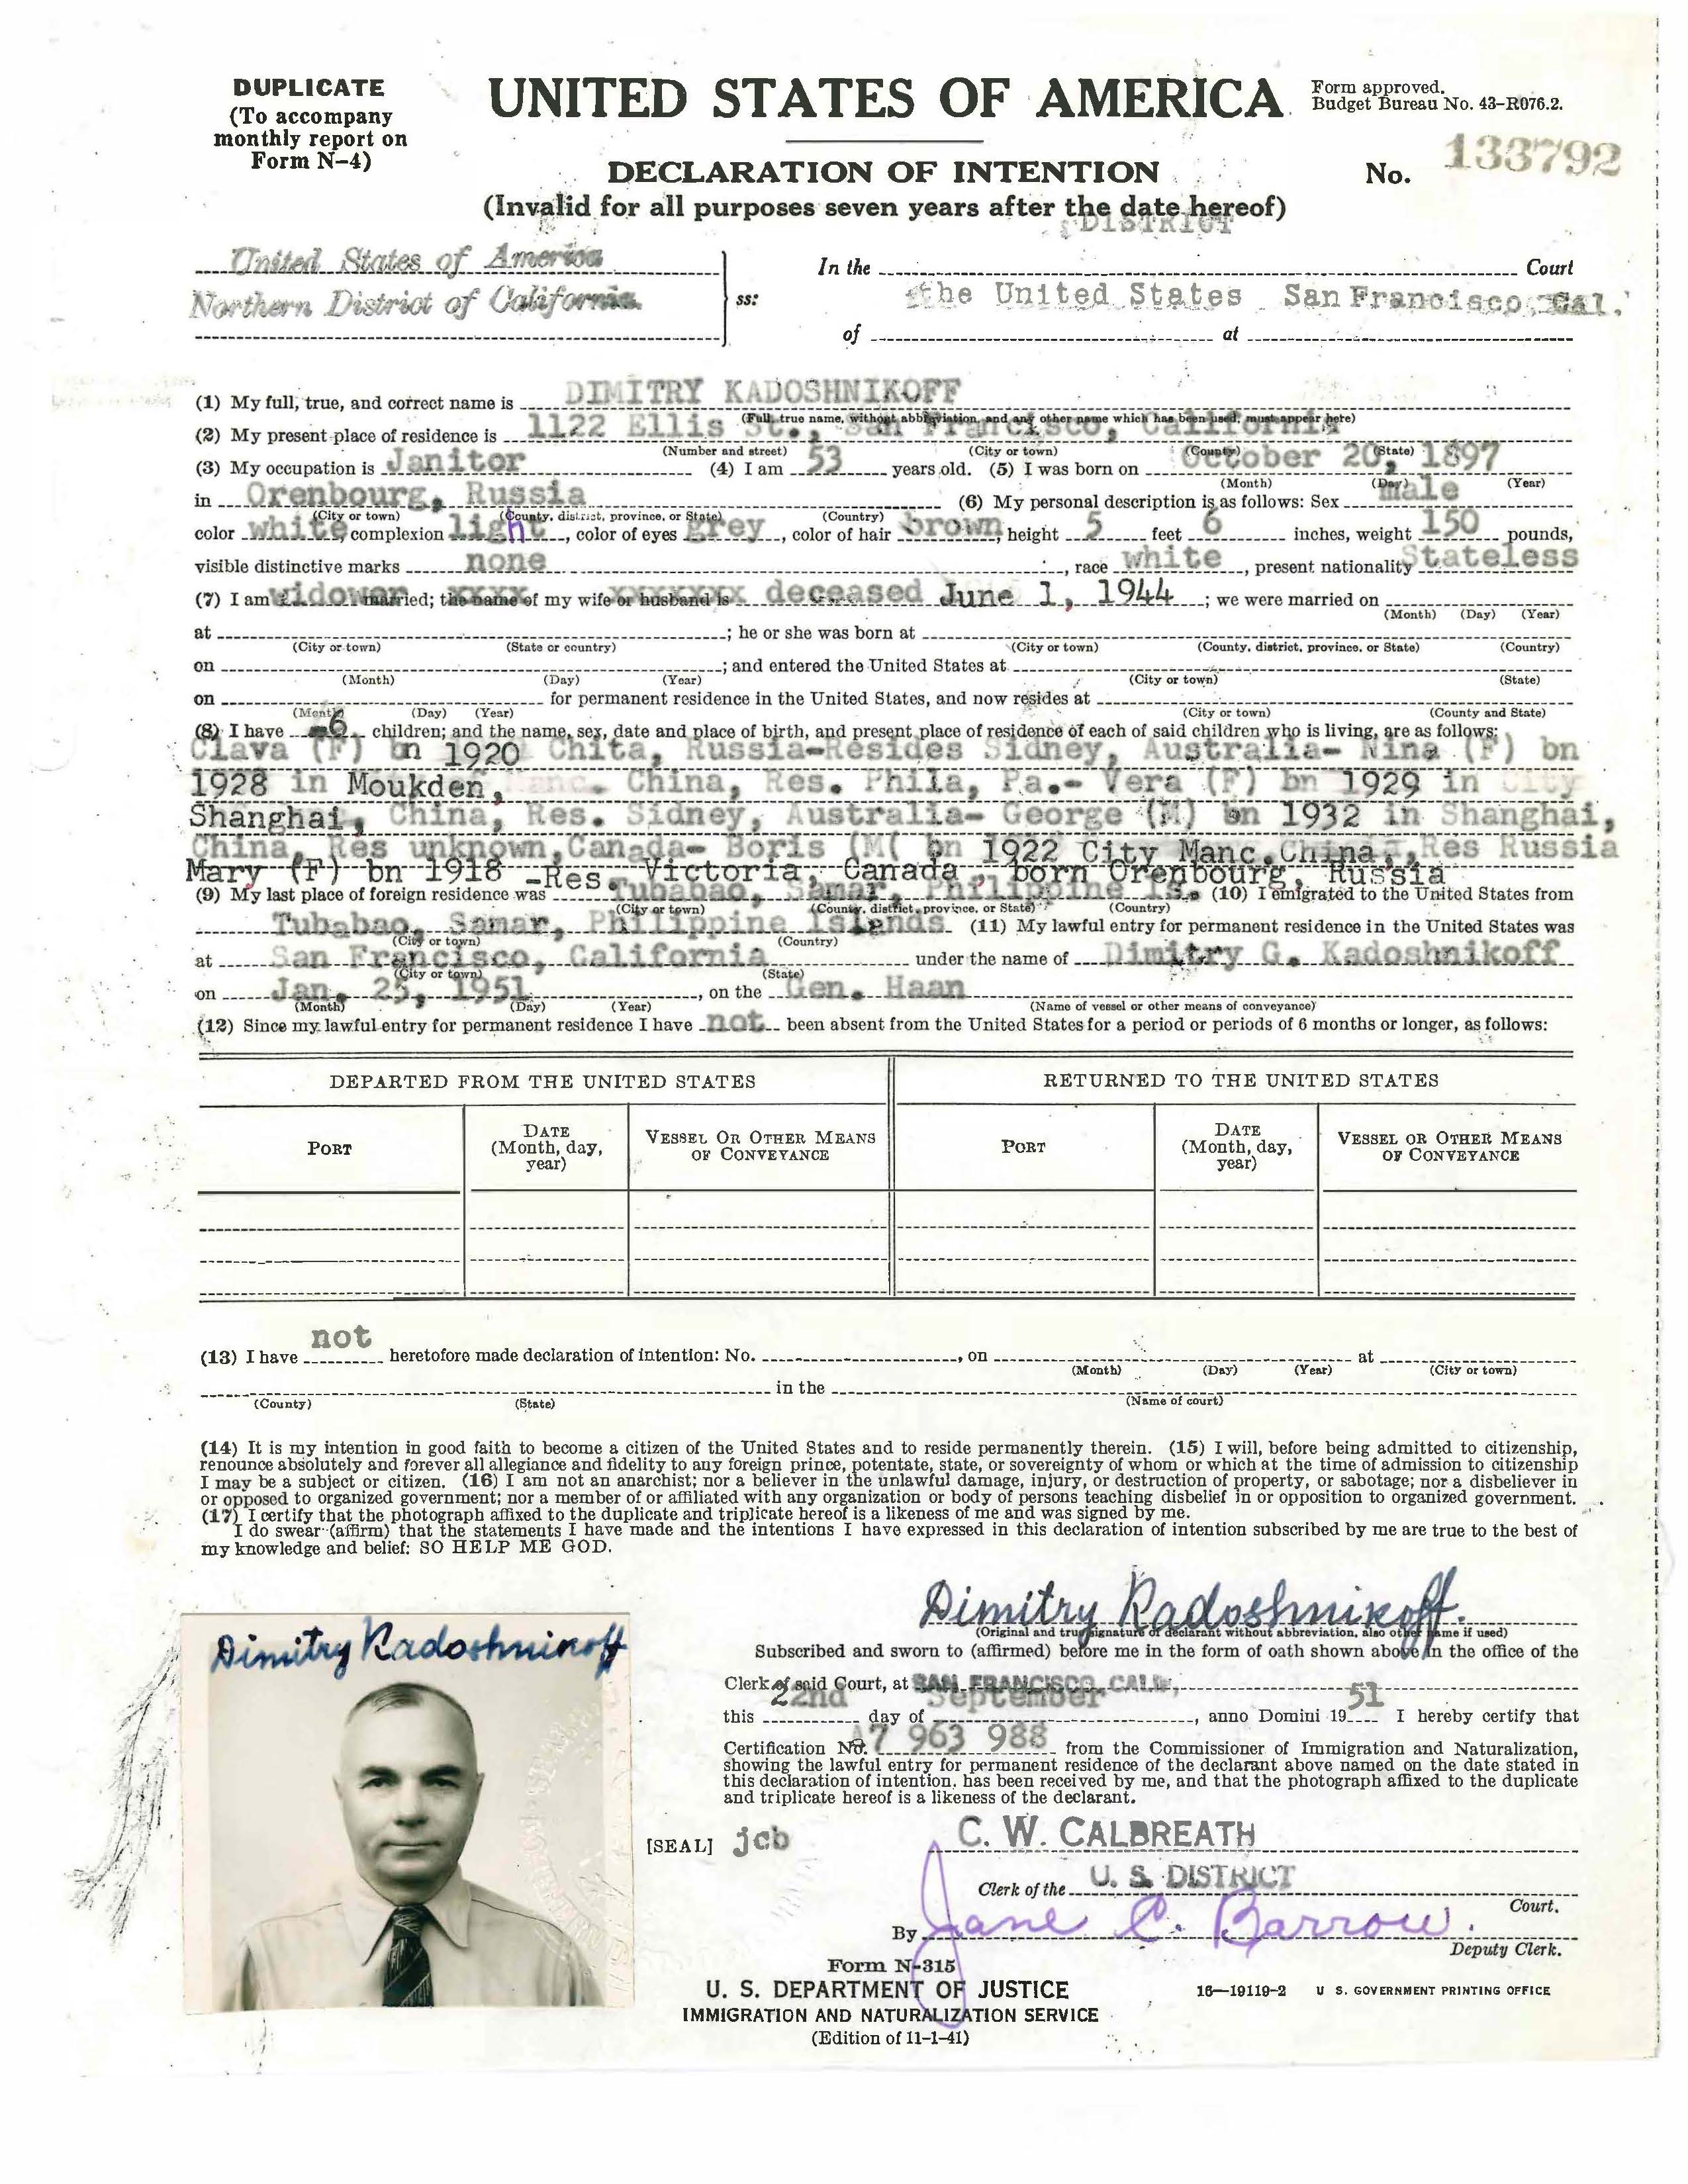 DUPLICATE
(To accompany
monthly report on
Form N-4)
UNITED STATES OF AMERICA
Form approved.
Budget Bureau No. 43-R076.2.
DECLARATION OF INTENTION
No. 133792
(Invalid for all purposes seven years after the date hereof)
DISTRICT
United States of America
Northern District of California
ss:
In the Court
the United States San Francisco, Cal.
of at
(1) My full, true, and correct name is DIMITRY KADOSHNIKOFF
(Full, true name, without abbreviation, and any other name which has been used, must appear here)
(2) My present place of residence is 1122 Ellis St., San Francisco, California
(Number and street) (City or town) (County) (State)
(3) My occupation is Janitor (4) I am 53 years old. (5) I was born on October 20, 1897
(Month) (Day) (Year)
in Orenbourg, Russia (6) My personal description is as follows: Sex male
(City or town) (County, district, province, or State) (Country)
color white, complexion light, color of eyes grey, color of hair brown, height 5 feet 6 inches, weight 150 pounds,
visible distinctive marks none, race white, present nationality Stateless
(7) I am widower married; the name of my wife or husband is deceased June 1, 1944; we were married on
(Month) (Day) (Year)
at ; he or she was born at
(City or town) (State or country) (City or town) (County, district, province, or State) (Country)
on ; and entered the United States at
(Month) (Day) (Year) (City or town) (State)
on for permanent residence in the United States, and now resides at
(Month) (Day) (Year) (City or town) (County and State)
(8) I have 6 children; and the name, sex, date and place of birth, and present place of residence of each of said children who is living, are as follows:
Clava (F) bn 1920 Chita, Russia-Resides Sidney, Australia- Nina (F) bn
1928 in Moukden, China, Res. Phila, Pa.- Vera (F) bn 1929 in City
Shanghai, China, Res. Sidney, Australia- George (M) bn 1932 in Shanghai,
China, Res unknown, Canada- Boris (M( bn 1922 City Manc. China, Res Russia
Mary (F) bn 1918 -Res. Victoria, Canada, born Orenbourg, Russia
(9) My last place of foreign residence was Tubabao, Samar, Philippine Is. (10) I emigrated to the United States from
(City or town) (County, district, province, or State) (Country)
Tubabao, Samar, Philippine Islands. (11) My lawful entry for permanent residence in the United States was
(City or town) (Country)
at San Francisco, California under the name of Dimitry G. Kadoshnikoff
(City or town) (State)
on Jan. 25, 1951, on the Gen. Haan
(Month) (Day) (Year) (Name of vessel or other means of conveyance)
(12) Since my lawful entry for permanent residence I have not been absent from the United States for a period or periods of 6 months or longer, as follows:
DEPARTED FROM THE UNITED STATES RETURNED TO THE UNITED STATES
PORT DATE (Month, day, year) VESSEL OR OTHER MEANS OF CONVEYANCE PORT DATE (Month, day, year) VESSEL OR OTHER MEANS OF CONVEYANCE
(13) I have not heretofore made declaration of intention: No. , on at
(Month) (Day) (Year) (City or town)
in the
(County) (State) (Name of court)
(14) It is my intention in good faith to become a citizen of the United States and to reside permanently therein. (15) I will, before being admitted to citizenship,
renounce absolutely and forever all allegiance and fidelity to any foreign prince, potentate, state, or sovereignty of whom or which at the time of admission to citizenship
I may be a subject or citizen. (16) I am not an anarchist; nor a believer in the unlawful damage, injury, or destruction of property, or sabotage; nor a disbeliever in
or opposed to organized government; nor a member of or affiliated with any organization or body of persons teaching disbelief in or opposition to organized government.
(17) I certify that the photograph affixed to the duplicate and triplicate hereof is a likeness of me and was signed by me.
I do swear (affirm) that the statements I have made and the intentions I have expressed in this declaration of intention subscribed by me are true to the best of
my knowledge and belief: SO HELP ME GOD.
Dimitry Kadoshnikoff
Dimitry Kadoshnikoff.
(Original and true signature of declarant without abbreviation, also other name if used)
Subscribed and sworn to (affirmed) before me in the form of oath shown above in the office of the
Clerk of said Court, at SAN FRANCISCO, CALIF,
this 22nd day of September, anno Domini 1951 I hereby certify that
Certification No. 7 963 988 from the Commissioner of Immigration and Naturalization,
showing the lawful entry for permanent residence of the declarant above named on the date stated in
this declaration of intention, has been received by me, and that the photograph affixed to the duplicate
and triplicate hereof is a likeness of the declarant.
[SEAL] jcb
C. W. CALBREATH
Clerk of the U. S. DISTRICT
Court.
By Jane C. Barrow.
Deputy Clerk.
Form N-315
U. S. DEPARTMENT OF JUSTICE
IMMIGRATION AND NATURALIZATION SERVICE
(Edition of 11-1-41)
16—19119-2 U S. GOVERNMENT PRINTING OFFICE